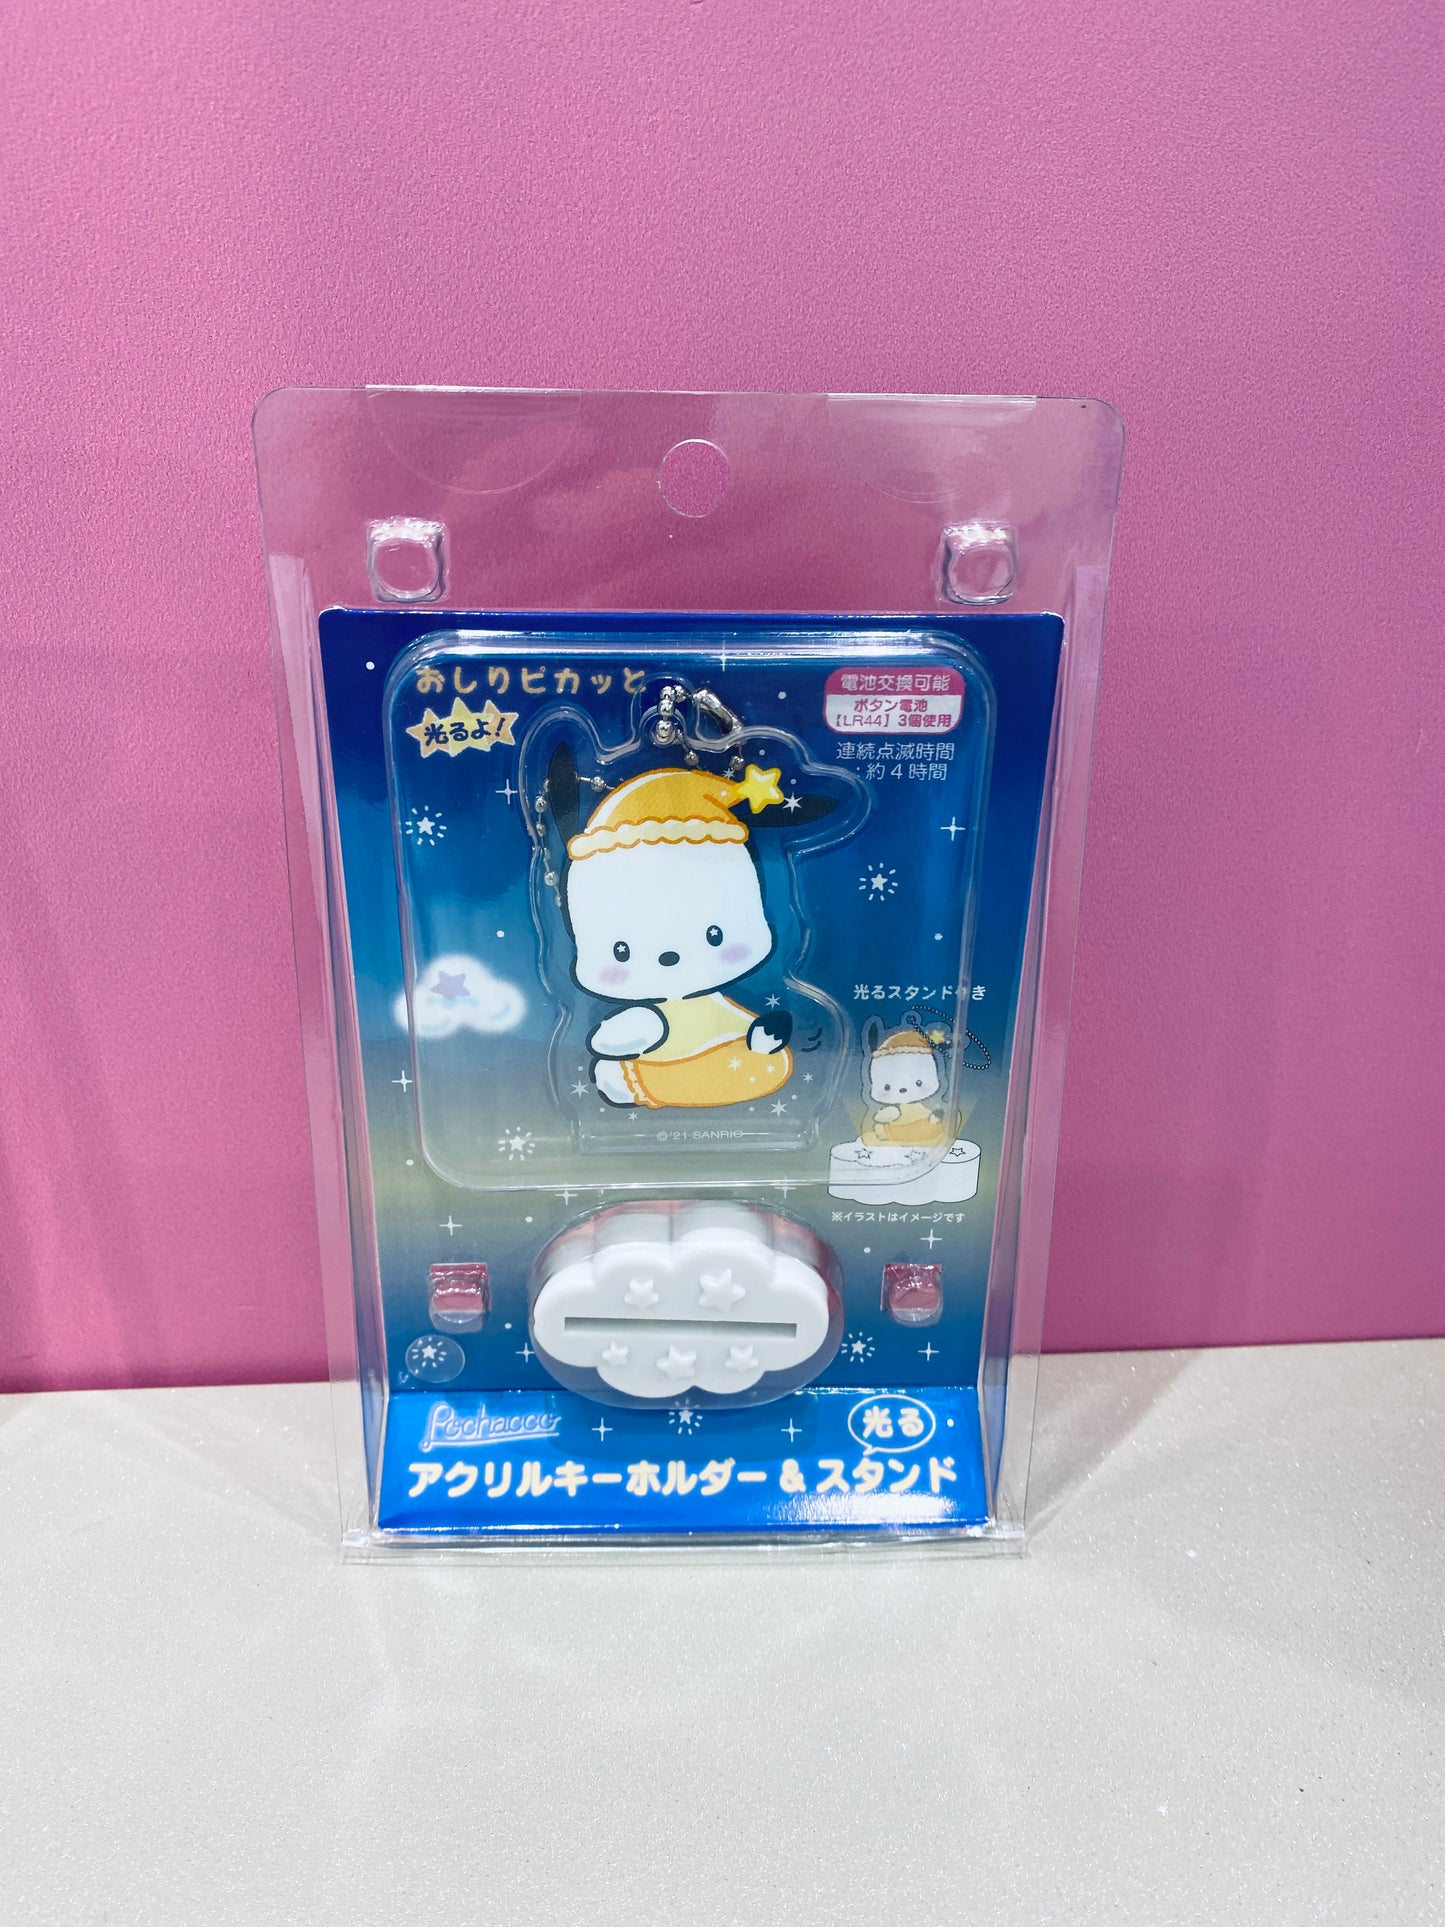 おしりピカッと
光るよ!
電池交換可能
ボタン電池
【LR44】3個使用
連続点滅時間
:約4時間
光るスタンド付き
©'21 SANRIO
※イラストはイメージです
Pochacco
光る
アクリルキーホルダー&スタンド